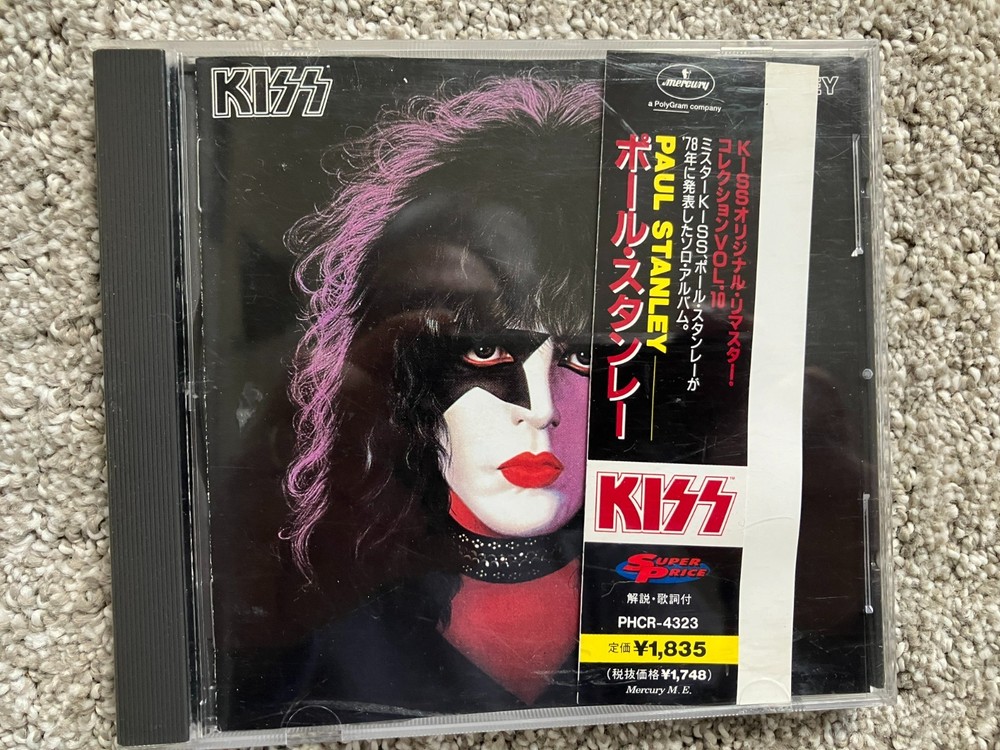 KISS
EY
mercury
a PolyGram company
KISSオリジナル・リマスター・
コレクションVOL.10
ミスターKISS、ポール・スタンレーが
'78年に発表したソロ・アルバム。
PAUL STANLEY
ポール・スタンレー
KISS™
SUPER
PRICE
解説・歌詞付
PHCR-4323
定価¥1,835
(税抜価格¥1,748)
Mercury M.E.